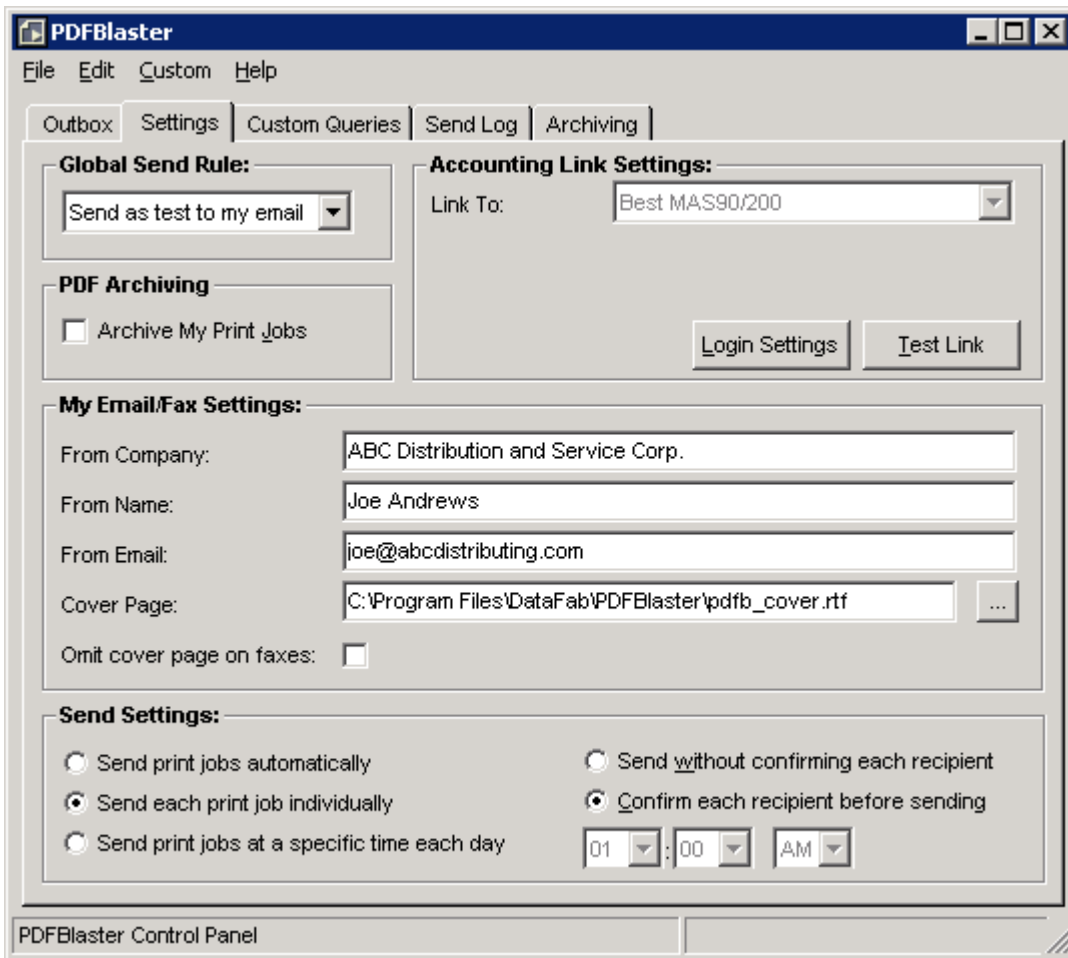 PDFBlaster
File Edit Custom Help
Outbox Settings Custom Queries Send Log Archiving
Global Send Rule:
Send as test to my email
Accounting Link Settings:
Link To: Best MAS90/200
PDF Archiving
Archive My Print Jobs
Login Settings Test Link
My Email/Fax Settings:
From Company: ABC Distribution and Service Corp.
From Name: Joe Andrews
From Email: joe@abcdistributing.com
Cover Page: C:\Program Files\DataFab\PDFBlaster\pdfb_cover.rtf ...
Omit cover page on faxes:
Send Settings:
Send print jobs automatically
Send each print job individually
Send print jobs at a specific time each day
Send without confirming each recipient
Confirm each recipient before sending
01 : 00 AM
PDFBlaster Control Panel